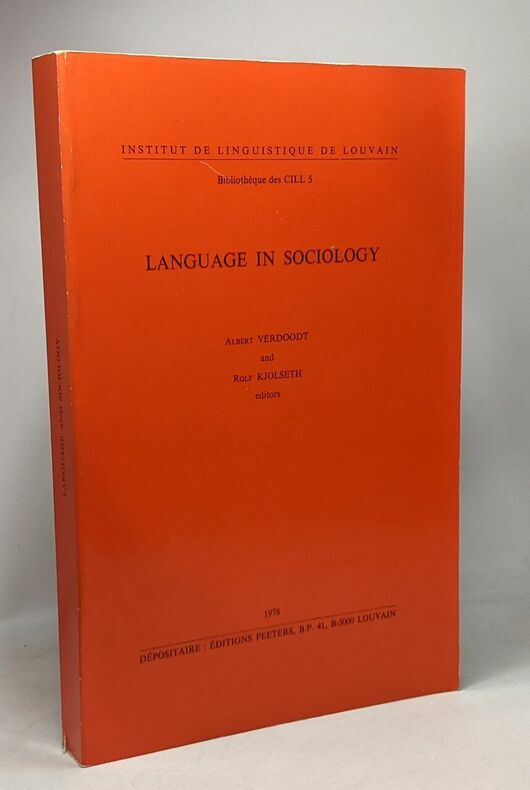 INSTITUT DE LINGUISTIQUE DE LOUVAIN
Bibliothèque des CILL 5
LANGUAGE IN SOCIOLOGY
ALBERT VERDOODT
and
ROLF KJOLSETH
editors
1976
DÉPOSITAIRE : ÉDITIONS PEETERS, B.P. 41, B-3000 LOUVAIN
LANGUAGE AND SOCIOLOGY